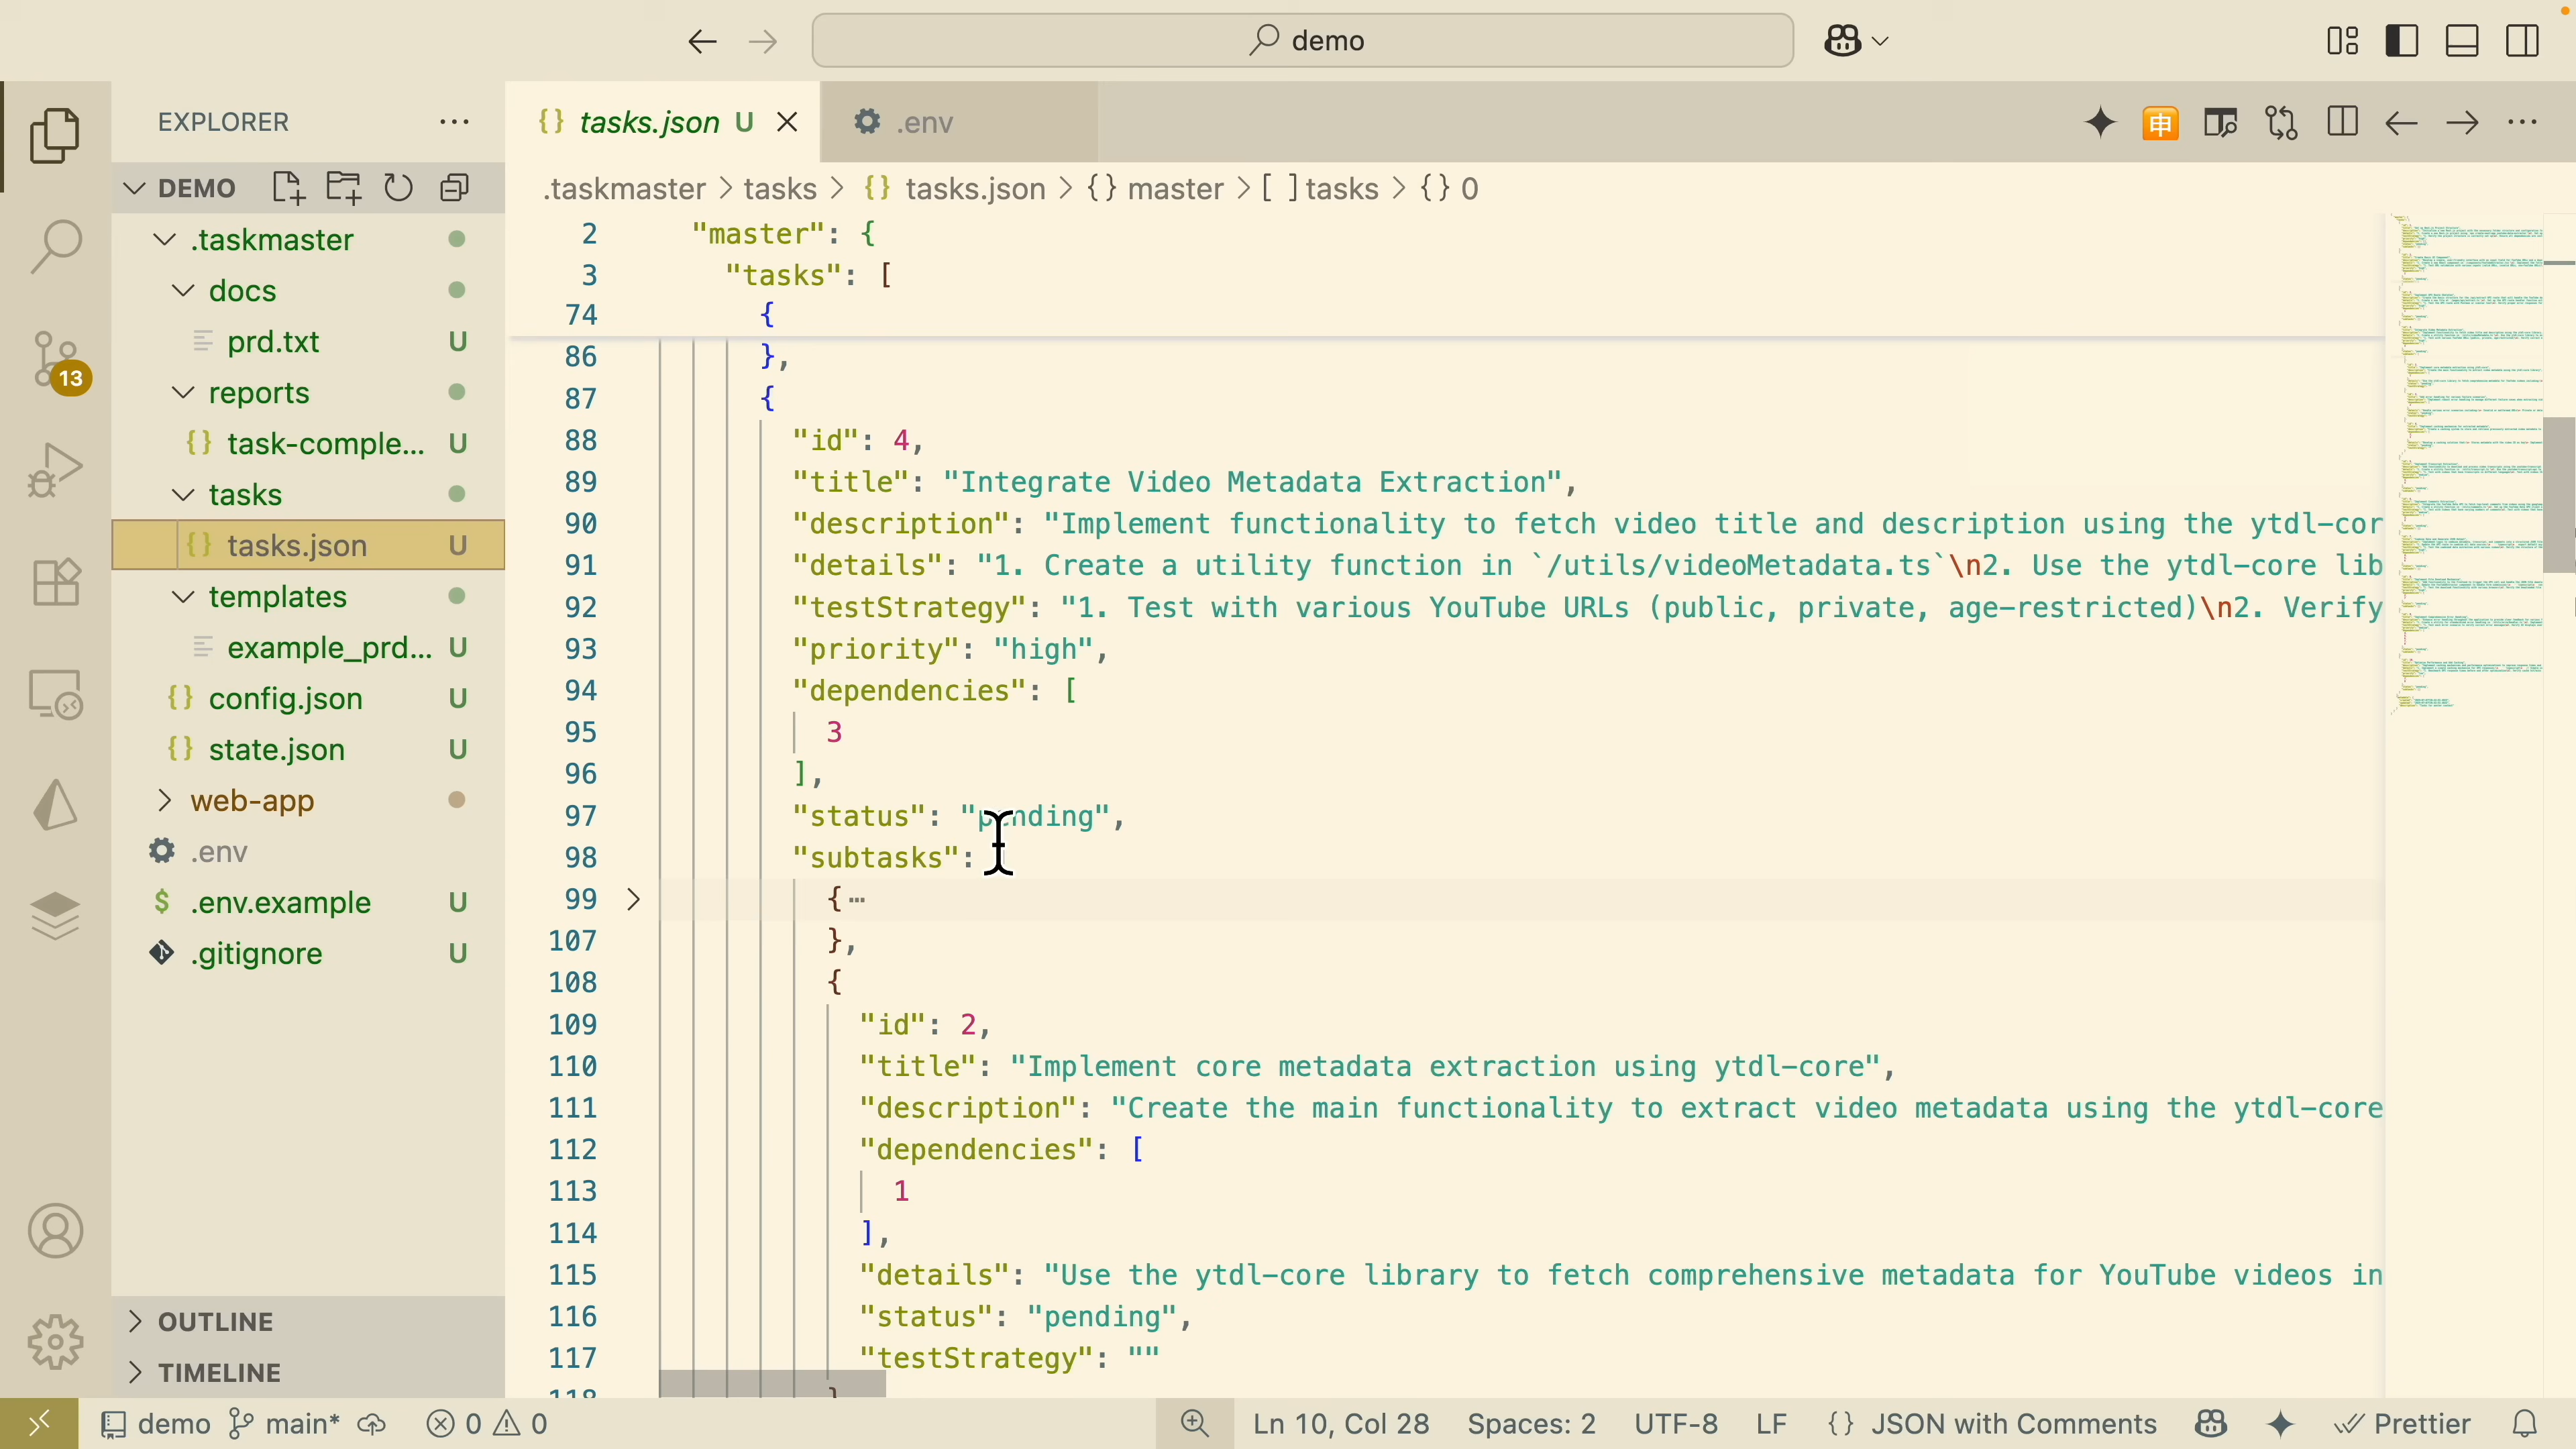 demo
EXPLORER
DEMO
.taskmaster
docs
prd.txt U
reports
task-comple... U
tasks
tasks.json U
templates
example_prd... U
config.json U
state.json U
web-app
.env
.env.example U
.gitignore U
OUTLINE
TIMELINE
13
tasks.json U
.env
.taskmaster > tasks > {} tasks.json > {} master > [ ] tasks > {} 0
2 "master": {
3 "tasks": [
74 {
86 },
87 {
88 "id": 4,
89 "title": "Integrate Video Metadata Extraction",
90 "description": "Implement functionality to fetch video title and description using the ytdl-cor
91 "details": "1. Create a utility function in `/utils/videoMetadata.ts`\n2. Use the ytdl-core lib
92 "testStrategy": "1. Test with various YouTube URLs (public, private, age-restricted)\n2. Verify
93 "priority": "high",
94 "dependencies": [
95 3
96 ],
97 "status": "pending",
98 "subtasks":
99 {…
107 },
108 {
109 "id": 2,
110 "title": "Implement core metadata extraction using ytdl-core",
111 "description": "Create the main functionality to extract video metadata using the ytdl-core
112 "dependencies": [
113 1
114 ],
115 "details": "Use the ytdl-core library to fetch comprehensive metadata for YouTube videos in
116 "status": "pending",
117 "testStrategy": ""
118 }
申
demo main* 0 0 Ln 10, Col 28 Spaces: 2 UTF-8 LF {} JSON with Comments Prettier